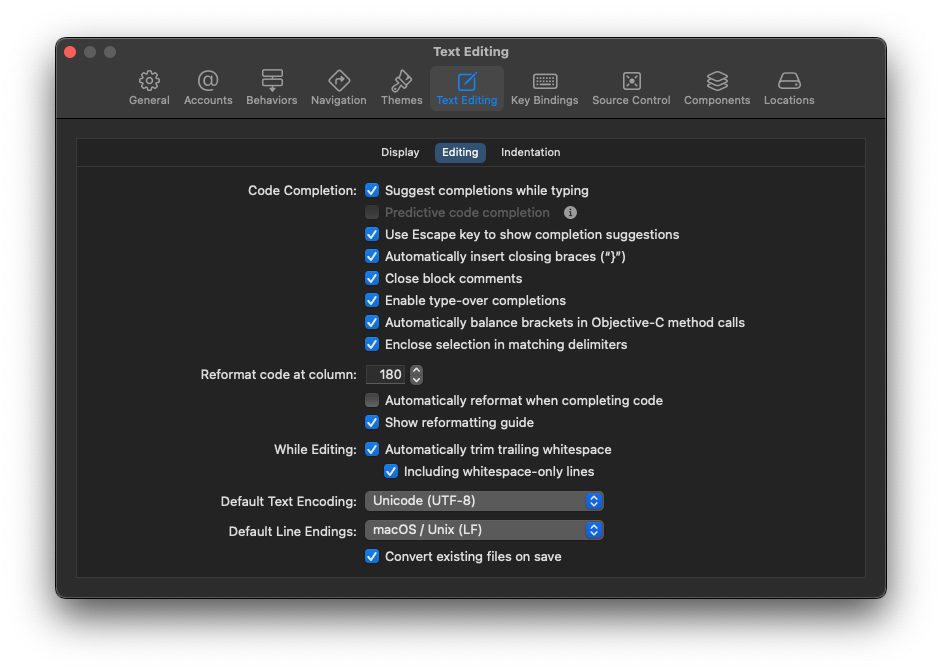 Text Editing
General Accounts Behaviors Navigation Themes Text Editing Key Bindings Source Control Components Locations
Display Editing Indentation
Code Completion: Suggest completions while typing
Predictive code completion
Use Escape key to show completion suggestions
Automatically insert closing braces (“}”)
Close block comments
Enable type-over completions
Automatically balance brackets in Objective-C method calls
Enclose selection in matching delimiters
Reformat code at column: 180
Automatically reformat when completing code
Show reformatting guide
While Editing: Automatically trim trailing whitespace
Including whitespace-only lines
Default Text Encoding: Unicode (UTF-8)
Default Line Endings: macOS / Unix (LF)
Convert existing files on save